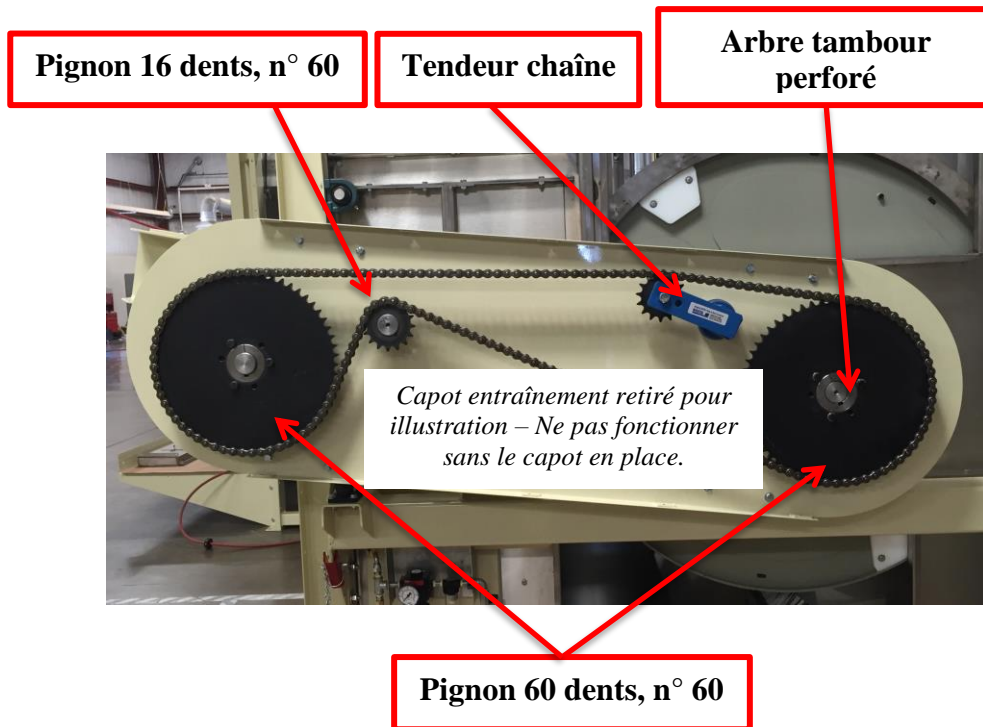 Pignon 16 dents, n° 60
Tendeur chaîne
Arbre tambour
perforé
Capot entraînement retiré pour
illustration – Ne pas fonctionner
sans le capot en place.
Pignon 60 dents, n° 60